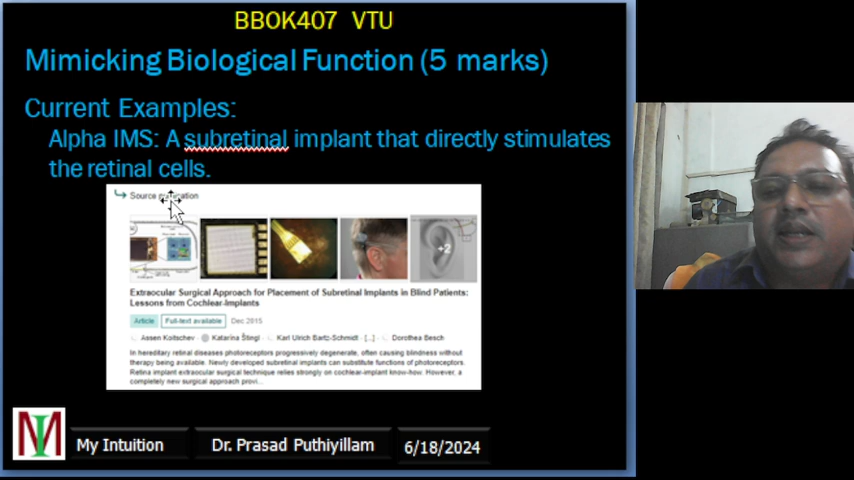 BBOK407 VTU
Mimicking Biological Function (5 marks)
Current Examples:
Alpha IMS: A subretinal implant that directly stimulates
the retinal cells.
Source
+2
Extraocular Surgical Approach for Placement of Subretinal Implants in Blind Patients:
Lessons from Cochlear-Implants
Article Full-text available Dec 2015
Assen Koitschev Katarina Štingl Karl Ulrich Bartz-Schmidt [...] Dorothea Besch
In hereditary retinal diseases photoreceptors progressively degenerate, often causing blindness without
therapy being available. Newly developed subretinal implants can substitute functions of photoreceptors.
Retina implant extraocular surgical technique relies strongly on cochlear-implant know-how. However, a
completely new surgical approach provi...
My Intuition
Dr. Prasad Puthiyillam
6/18/2024